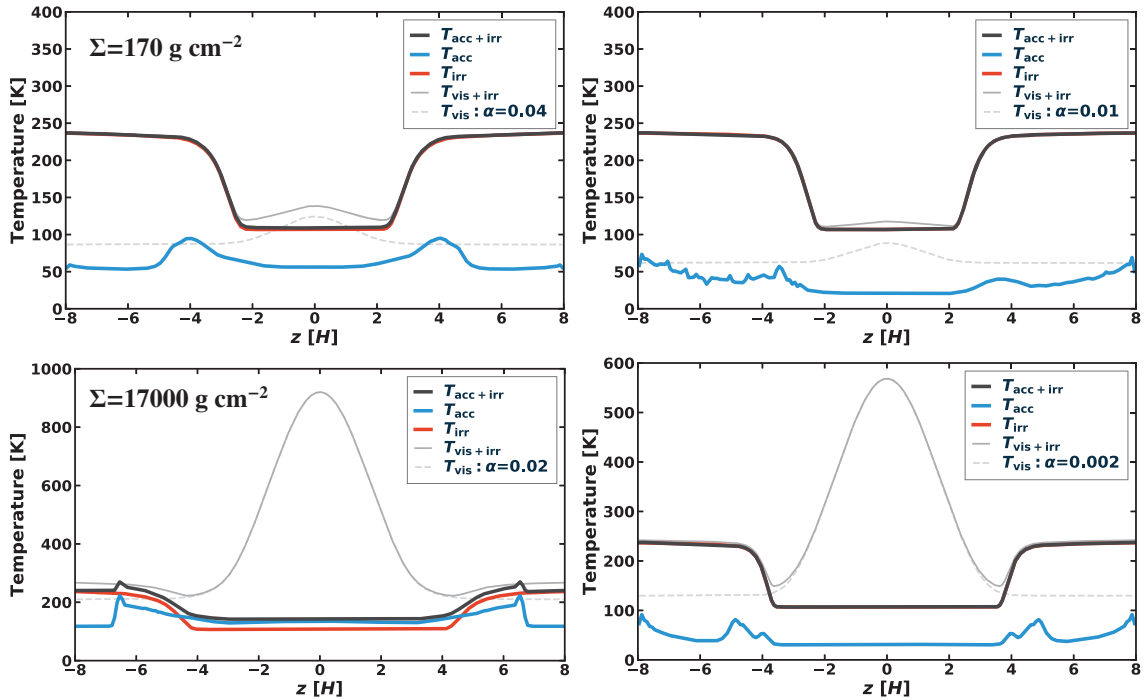 400
350
300
250
200
150
100
50
0
Temperature [K]
Σ=170 g cm⁻²
T_acc+irr
T_acc
T_irr
T_vis+irr
T_vis : α=0.04
−8 −6 −4 −2 0 2 4 6 8
z [H]
400
350
300
250
200
150
100
50
0
Temperature [K]
T_acc+irr
T_acc
T_irr
T_vis+irr
T_vis : α=0.01
−8 −6 −4 −2 0 2 4 6 8
z [H]
1000
800
600
400
200
0
Temperature [K]
Σ=17000 g cm⁻²
T_acc+irr
T_acc
T_irr
T_vis+irr
T_vis : α=0.02
−8 −6 −4 −2 0 2 4 6 8
z [H]
600
500
400
300
200
100
0
Temperature [K]
T_acc+irr
T_acc
T_irr
T_vis+irr
T_vis : α=0.002
−8 −6 −4 −2 0 2 4 6 8
z [H]